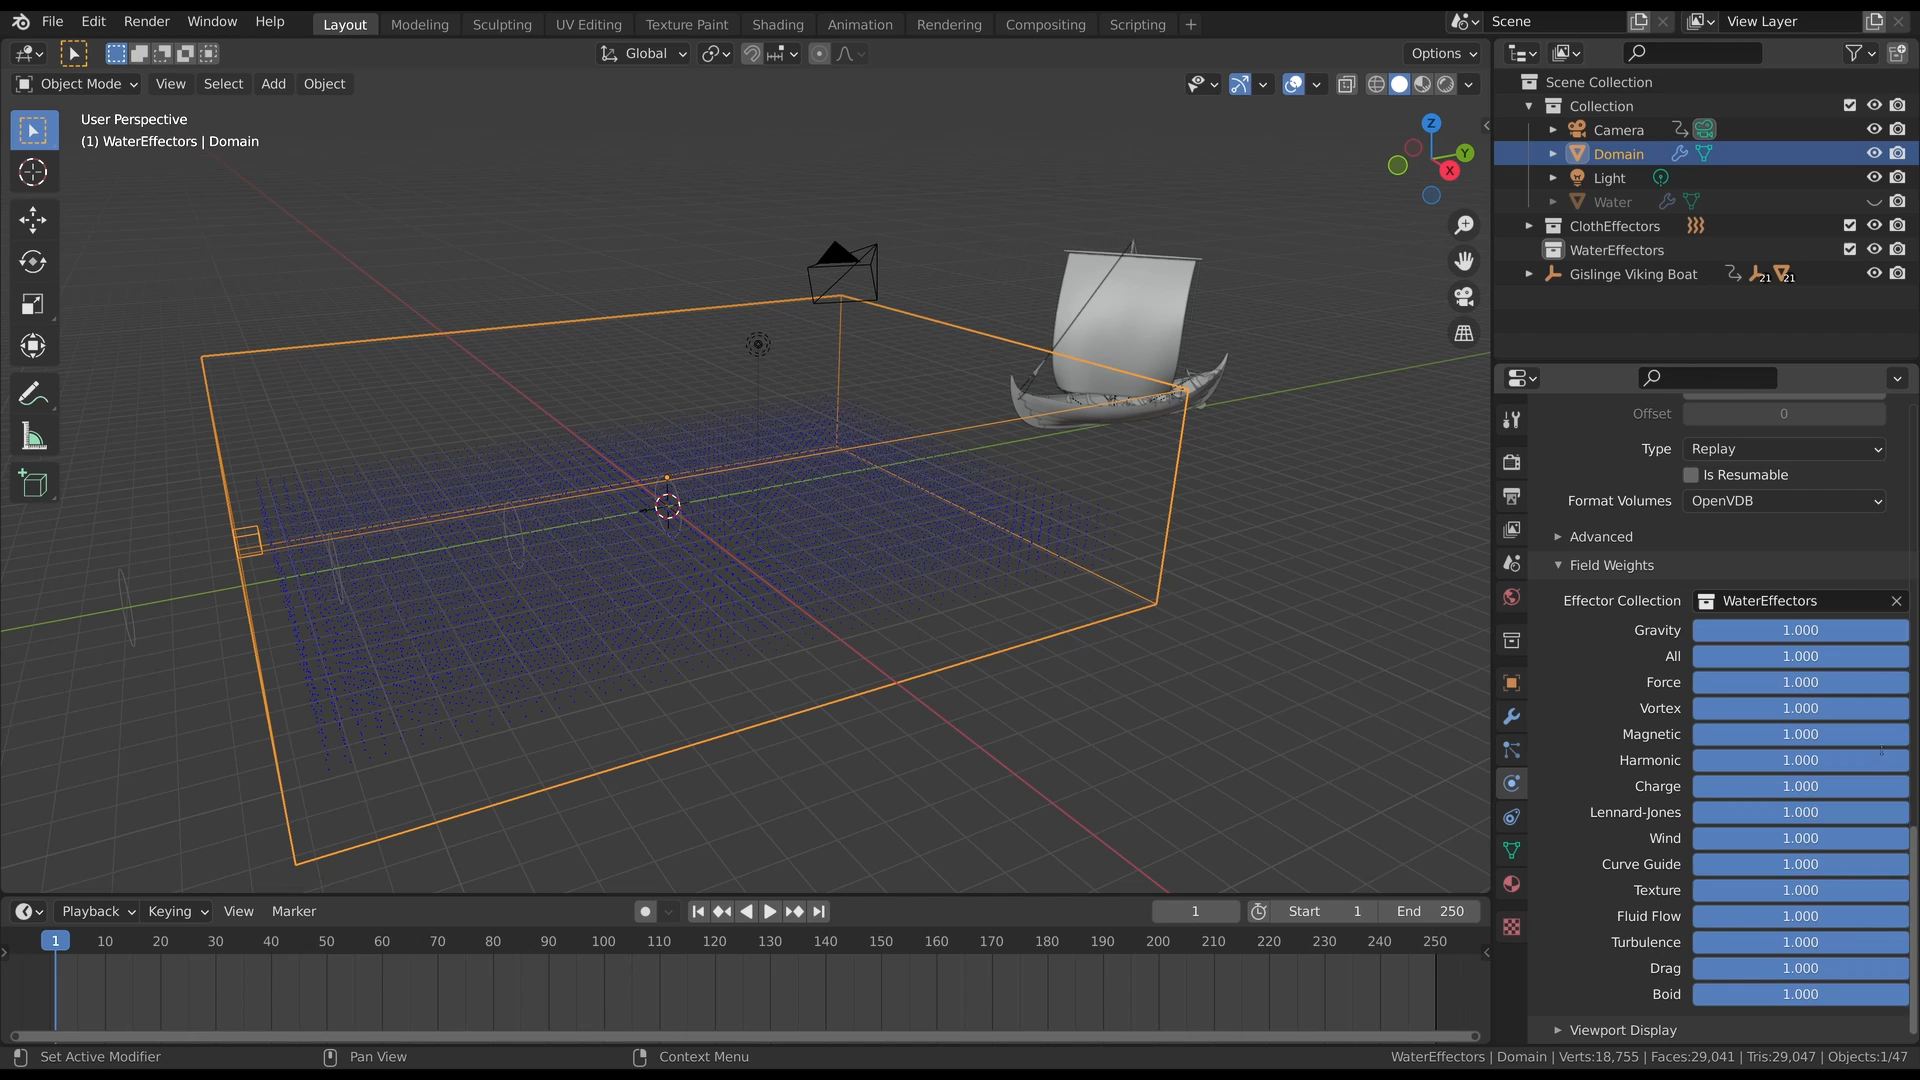 File Edit Render Window Help Layout Modeling Sculpting UV Editing Texture Paint Shading Animation Rendering Compositing Scripting + Scene View Layer
Global Options
Object Mode View Select Add Object
User Perspective
(1) WaterEffectors | Domain
Z
Y
X
Scene Collection
Collection
Camera
Domain
Light
Water
ClothEffectors
WaterEffectors
Gislinge Viking Boat 21 21
Offset 0
Type Replay
Is Resumable
Format Volumes OpenVDB
Advanced
Field Weights
Effector Collection WaterEffectors
Gravity 1.000
All 1.000
Force 1.000
Vortex 1.000
Magnetic 1.000
Harmonic 1.000
Charge 1.000
Lennard-Jones 1.000
Wind 1.000
Curve Guide 1.000
Texture 1.000
Fluid Flow 1.000
Turbulence 1.000
Drag 1.000
Boid 1.000
Viewport Display
Playback Keying View Marker 1 Start 1 End 250
1 10 20 30 40 50 60 70 80 90 100 110 120 130 140 150 160 170 180 190 200 210 220 230 240 250
Set Active Modifier Pan View Context Menu WaterEffectors | Domain | Verts:18,755 | Faces:29,041 | Tris:29,047 | Objects:1/47